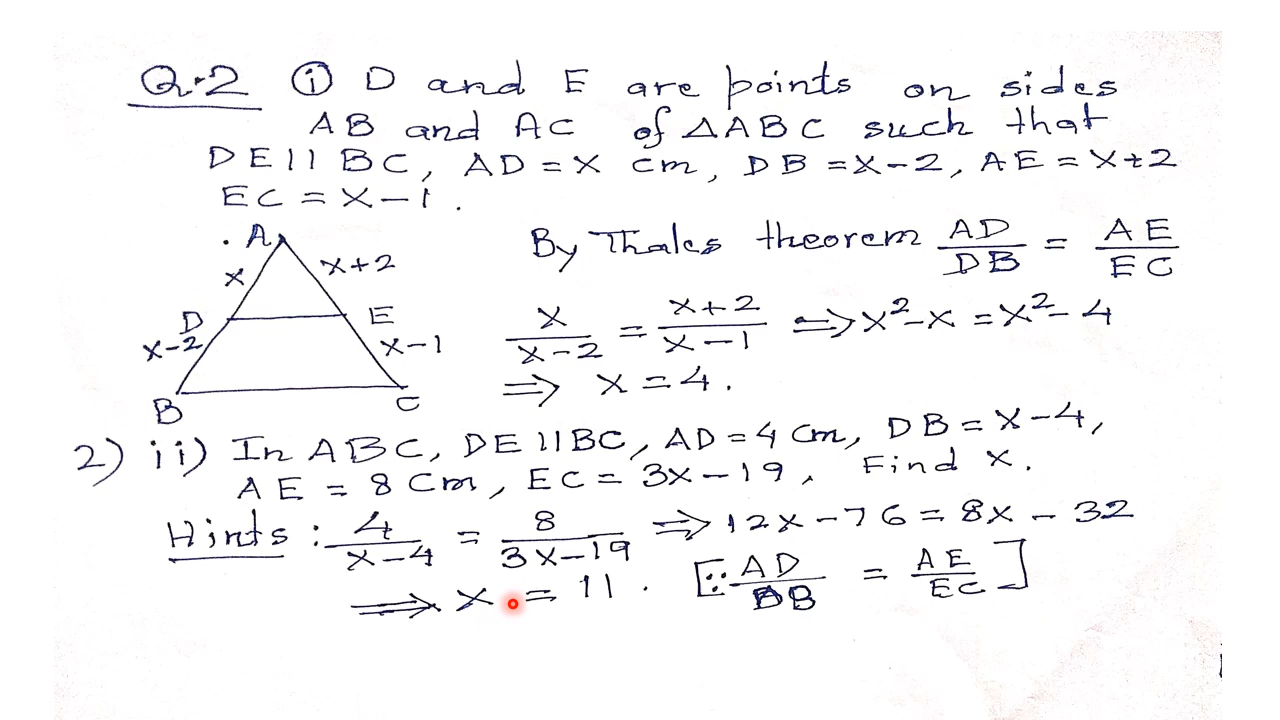 Q.2 ① D and E are points on sides
AB and AC of △ABC such that
DE || BC, AD = x cm, DB = x-2, AE = x+2
EC = x-1.
By Thales theorem AD/DB = AE/EC
A
x
x+2
D
E
x-2
x-1
B
C
x/(x-2) = (x+2)/(x-1) ⇒ x²-x = x²-4
⇒ x = 4.
2) ii) In ABC, DE || BC, AD = 4 cm, DB = x-4,
AE = 8 cm, EC = 3x-19, Find x.
Hints : 4/(x-4) = 8/(3x-19) ⇒ 12x-76 = 8x-32
⇒ x = 11. [∵ AD/DB = AE/EC]